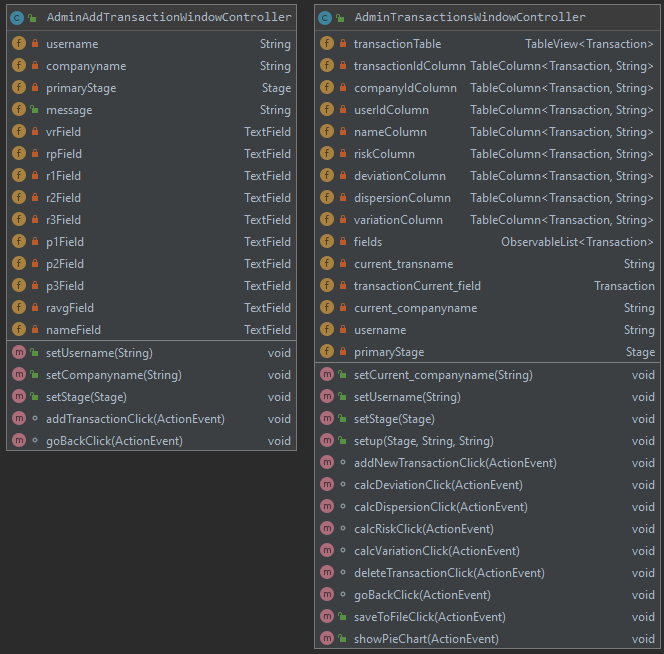 AdminAddTransactionWindowController
username String
companyname String
primaryStage Stage
message String
vrField TextField
rpField TextField
r1Field TextField
r2Field TextField
r3Field TextField
p1Field TextField
p2Field TextField
p3Field TextField
ravgField TextField
nameField TextField
setUsername(String) void
setCompanyname(String) void
setStage(Stage) void
addTransactionClick(ActionEvent) void
goBackClick(ActionEvent) void
AdminTransactionsWindowController
transactionTable TableView<Transaction>
transactionIdColumn TableColumn<Transaction, String>
companyIdColumn TableColumn<Transaction, String>
userIdColumn TableColumn<Transaction, String>
nameColumn TableColumn<Transaction, String>
riskColumn TableColumn<Transaction, String>
deviationColumn TableColumn<Transaction, String>
dispersionColumn TableColumn<Transaction, String>
variationColumn TableColumn<Transaction, String>
fields ObservableList<Transaction>
current_transname String
transactionCurrent_field Transaction
current_companyname String
username String
primaryStage Stage
setCurrent_companyname(String) void
setUsername(String) void
setStage(Stage) void
setup(Stage, String, String) void
addNewTransactionClick(ActionEvent) void
calcDeviationClick(ActionEvent) void
calcDispersionClick(ActionEvent) void
calcRiskClick(ActionEvent) void
calcVariationClick(ActionEvent) void
deleteTransactionClick(ActionEvent) void
goBackClick(ActionEvent) void
saveToFileClick(ActionEvent) void
showPieChart(ActionEvent) void